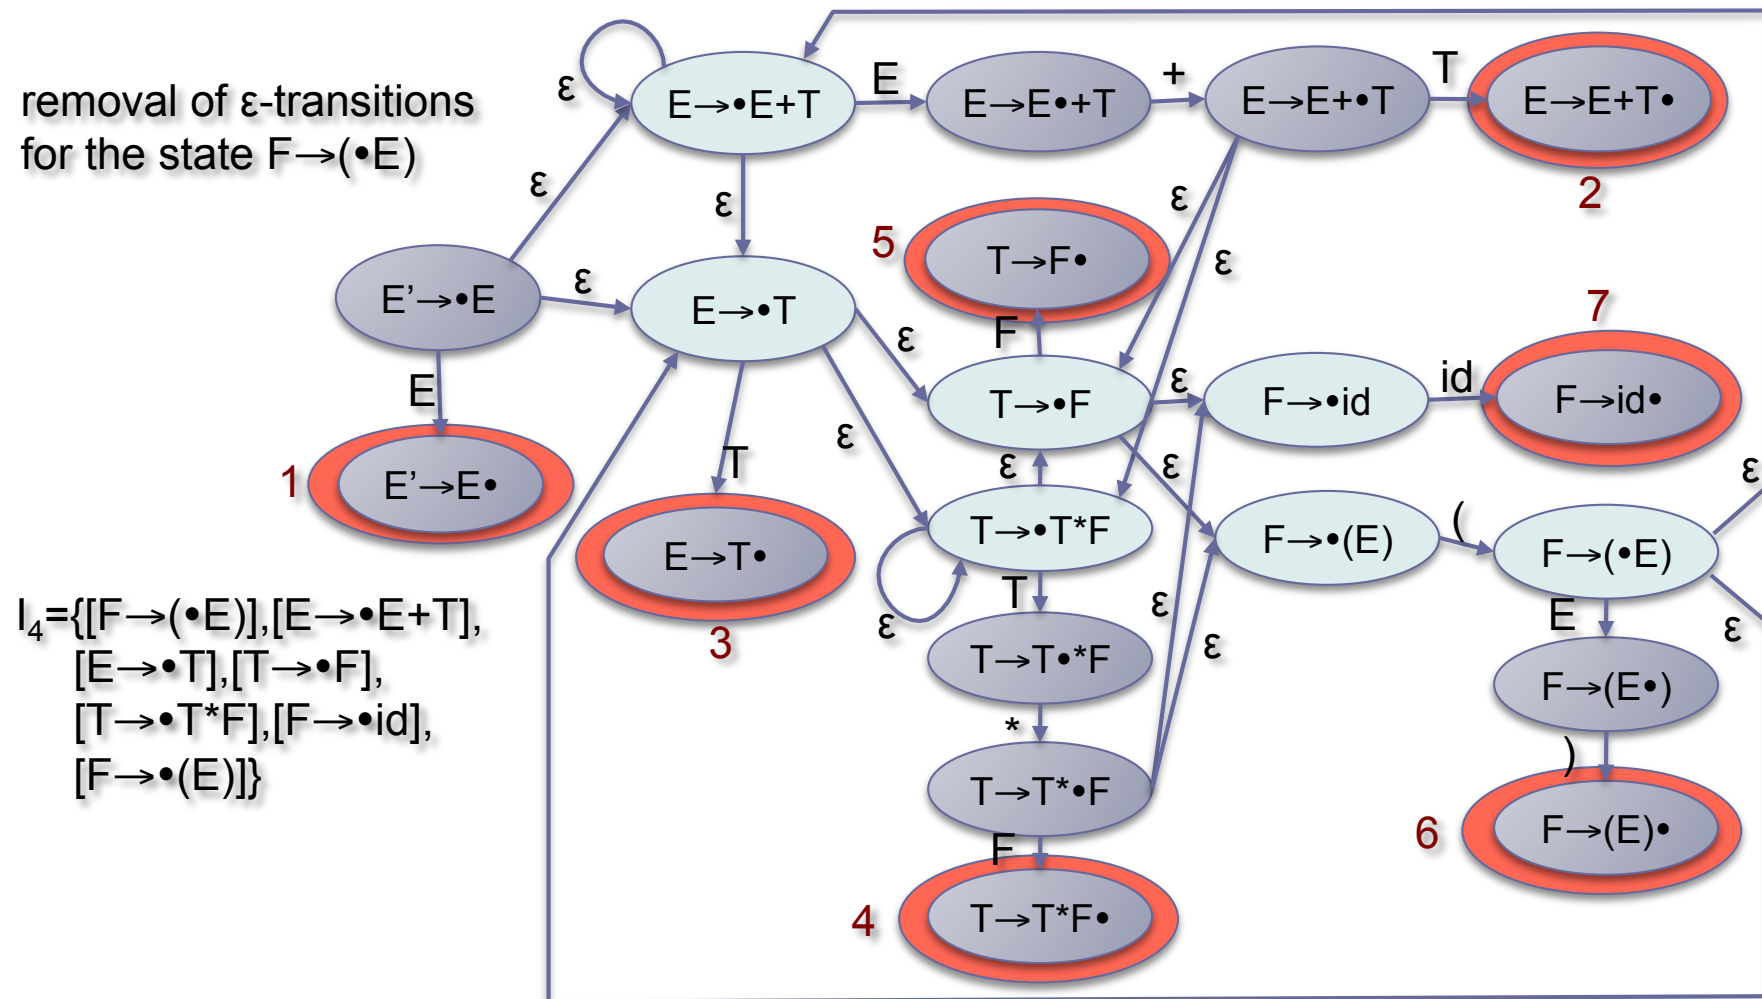 removal of ε-transitions
for the state F→(•E)
ε
E→•E+T
E
E→E•+T
+
E→E+•T
T
E→E+T•
2
ε
ε
ε
ε
5
T→F•
E'→•E
ε
E→•T
F
7
ε
T→•F
ε
F→•id
id
F→id•
E
1
E'→E•
T
ε
ε
ε
ε
T→•T*F
F→•(E)
(
F→(•E)
E→T•
3
ε
T
ε
ε
E
ε
I4={[F→(•E)],[E→•E+T],
[E→•T],[T→•F],
[T→•T*F],[F→•id],
[F→•(E)]}
T→T•*F
F→(E•)
*
)
T→T*•F
F
6
F→(E)•
4
T→T*F•